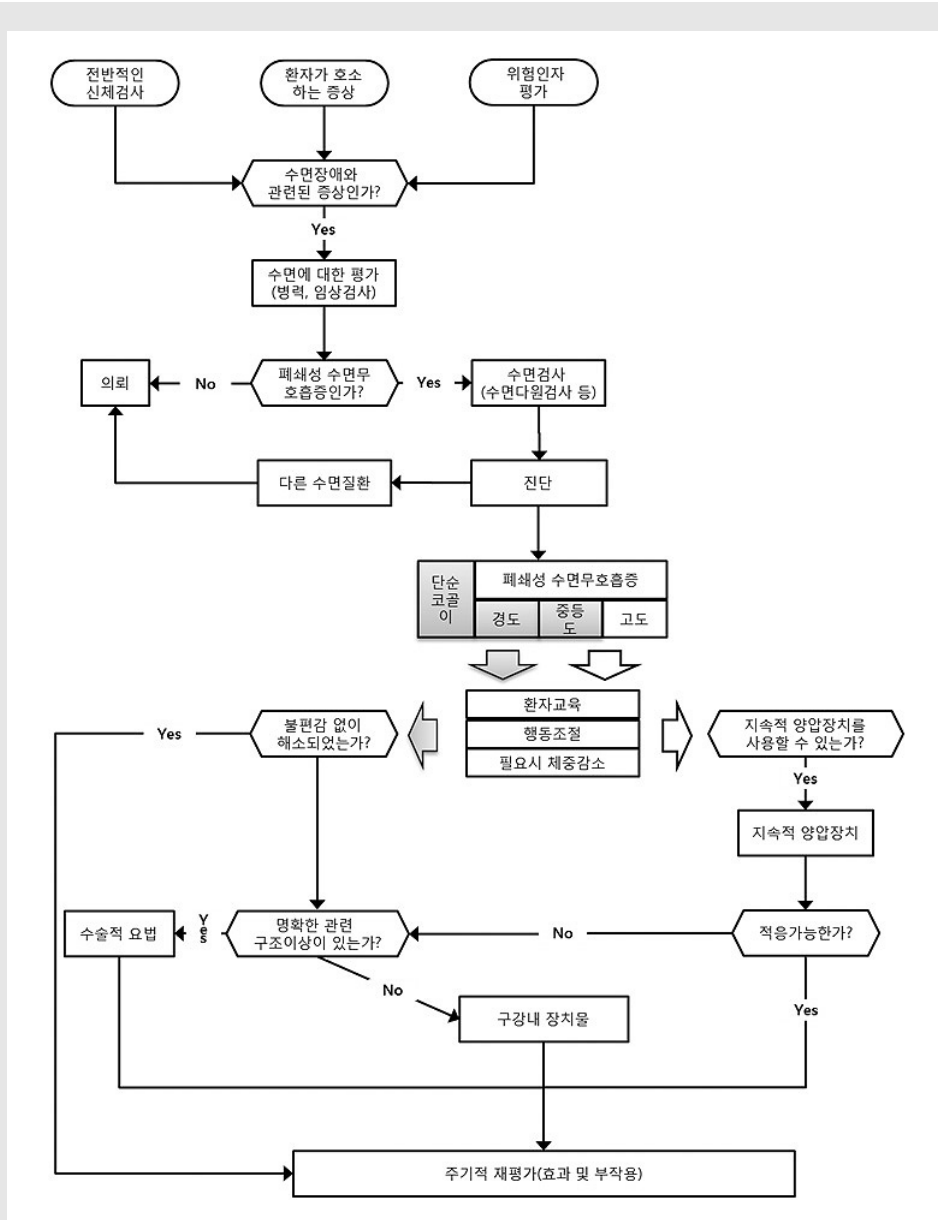 전반적인
신체검사
환자가 호소
하는 증상
위험인자
평가
수면장애와
관련된 증상인가?
Yes
수면에 대한 평가
(병력, 임상검사)
의뢰
No
폐쇄성 수면무
호흡증인가?
Yes
수면검사
(수면다원검사 등)
다른 수면질환
진단
단순
코골
이
폐쇄성 수면무호흡증
경도
중등
도
고도
환자교육
행동조절
필요시 체중감소
Yes
불편감 없이
해소되었는가?
지속적 양압장치를
사용할 수 있는가?
Yes
지속적 양압장치
수술적 요법
Yes
명확한 관련
구조이상이 있는가?
No
적응가능한가?
No
구강내 장치물
Yes
주기적 재평가(효과 및 부작용)